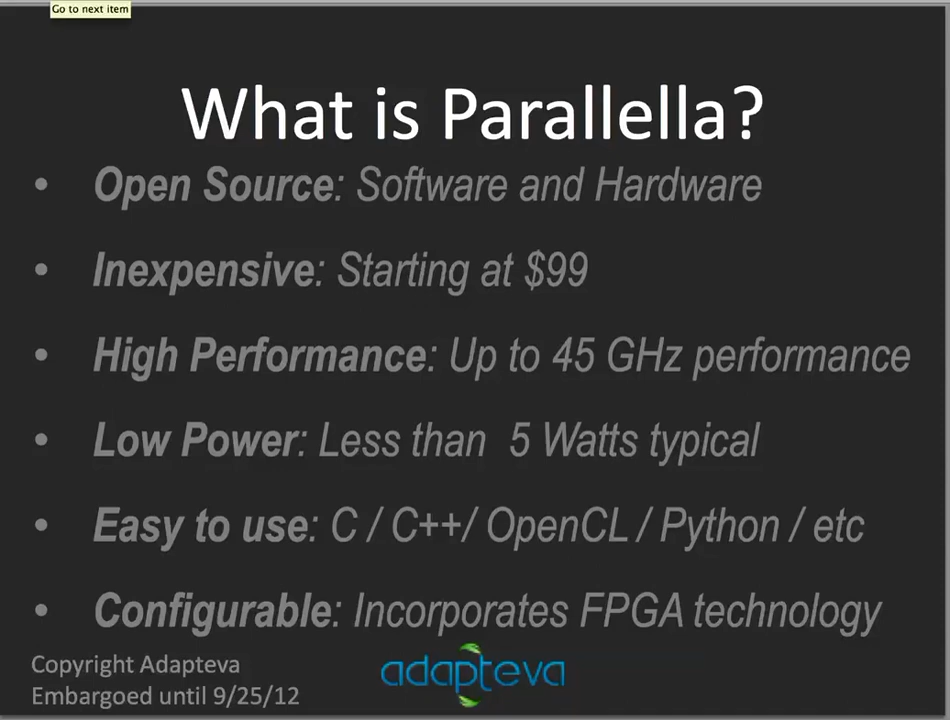 Go to next item
What is Parallella?
• Open Source: Software and Hardware
• Inexpensive: Starting at $99
• High Performance: Up to 45 GHz performance
• Low Power: Less than  5 Watts typical
• Easy to use: C / C++/ OpenCL / Python / etc
• Configurable: Incorporates FPGA technology
Copyright Adapteva
Embargoed until 9/25/12
adapteva